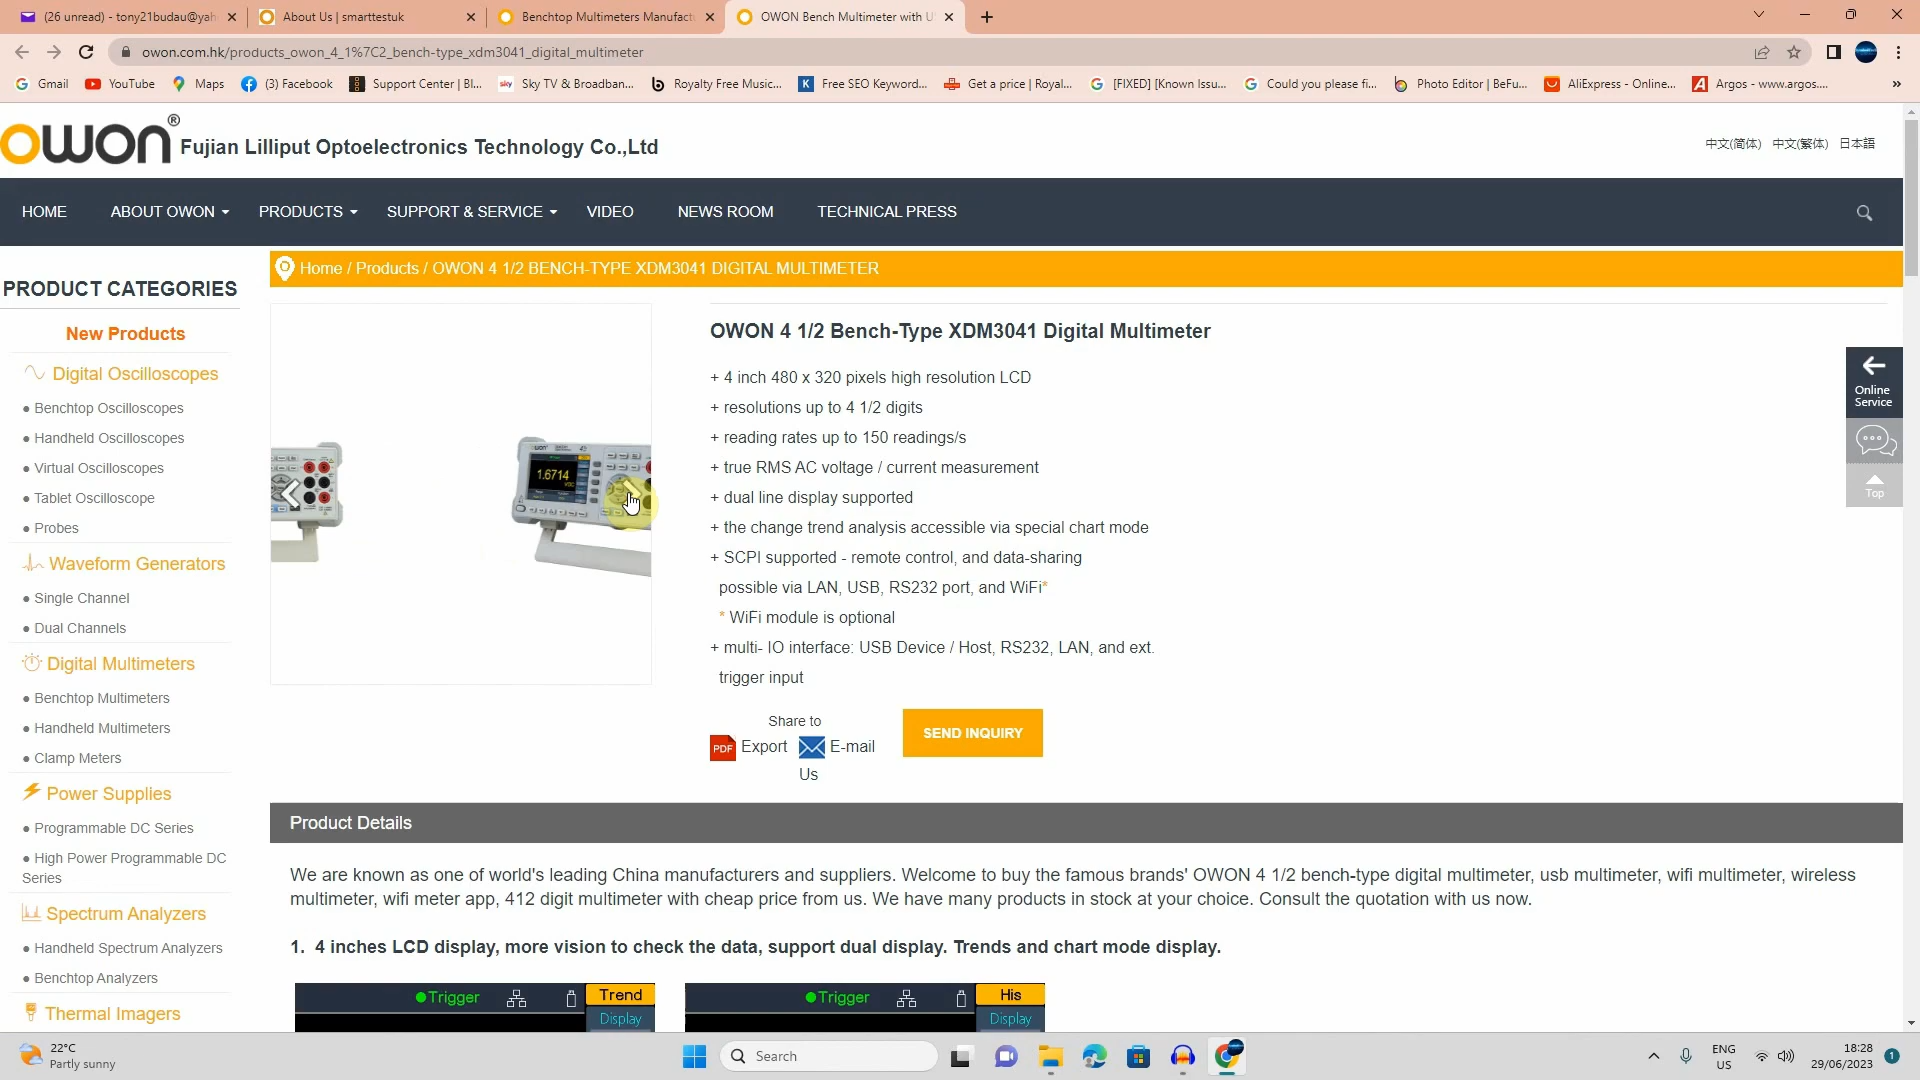 (26 unread) - tony21budau@yah
About Us | smarttestuk
Benchtop Multimeters Manufact
OWON Bench Multimeter with U
owon.com.hk/products_owon_4_1%7C2_bench-type_xdm3041_digital_multimeter
Gmail
YouTube
Maps
(3) Facebook
Support Center | Bl...
sky
Sky TV & Broadban...
Royalty Free Music...
Free SEO Keyword...
Get a price | Royal...
[FIXED] [Known Issu...
Could you please fi...
Photo Editor | BeFu...
AliExpress - Online...
Argos - www.argos....
owon® Fujian Lilliput Optoelectronics Technology Co.,Ltd
中文(简体) 中文(繁体) 日本語
HOME
ABOUT OWON
PRODUCTS
SUPPORT & SERVICE
VIDEO
NEWS ROOM
TECHNICAL PRESS
Home / Products / OWON 4 1/2 BENCH-TYPE XDM3041 DIGITAL MULTIMETER
PRODUCT CATEGORIES
New Products
Digital Oscilloscopes
• Benchtop Oscilloscopes
• Handheld Oscilloscopes
• Virtual Oscilloscopes
• Tablet Oscilloscope
• Probes
Waveform Generators
• Single Channel
• Dual Channels
Digital Multimeters
• Benchtop Multimeters
• Handheld Multimeters
• Clamp Meters
Power Supplies
• Programmable DC Series
• High Power Programmable DC
Series
Spectrum Analyzers
• Handheld Spectrum Analyzers
• Benchtop Analyzers
Thermal Imagers
1.6714
OWON 4 1/2 Bench-Type XDM3041 Digital Multimeter
+ 4 inch 480 x 320 pixels high resolution LCD
+ resolutions up to 4 1/2 digits
+ reading rates up to 150 readings/s
+ true RMS AC voltage / current measurement
+ dual line display supported
+ the change trend analysis accessible via special chart mode
+ SCPI supported - remote control, and data-sharing
possible via LAN, USB, RS232 port, and WiFi*
* WiFi module is optional
+ multi- IO interface: USB Device / Host, RS232, LAN, and ext.
trigger input
Share to
PDF Export E-mail
Us
SEND INQUIRY
Online
Service
Top
Product Details
We are known as one of world's leading China manufacturers and suppliers. Welcome to buy the famous brands' OWON 4 1/2 bench-type digital multimeter, usb multimeter, wifi multimeter, wireless
multimeter, wifi meter app, 412 digit multimeter with cheap price from us. We have many products in stock at your choice. Consult the quotation with us now.
1. 4 inches LCD display, more vision to check the data, support dual display. Trends and chart mode display.
Trigger
Trend
Display
Trigger
His
Display
22°C
Partly sunny
Search
ENG
US
18:28
29/06/2023
1